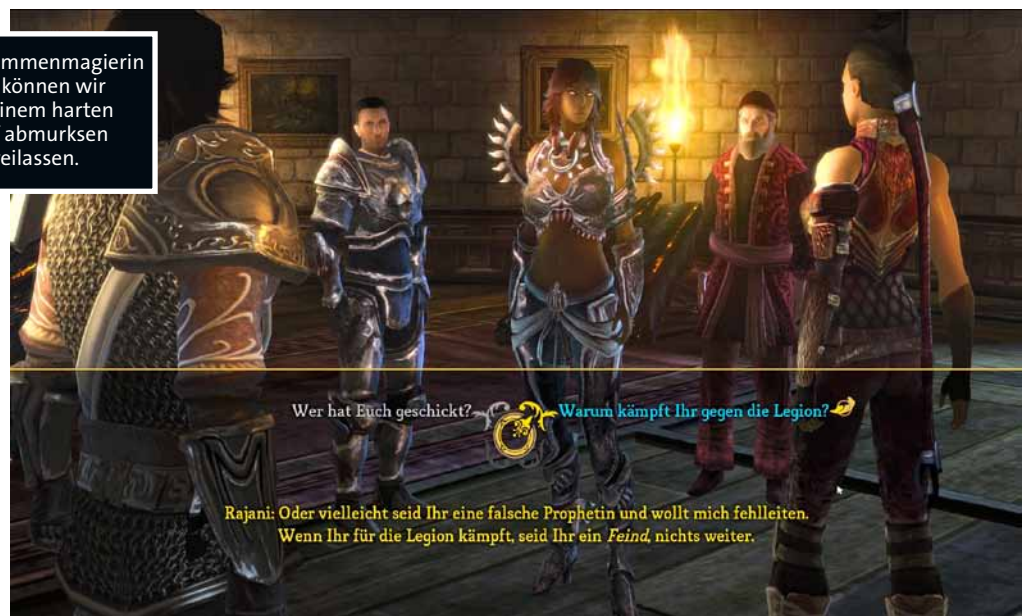 mmenmagierin
können wir
inem harten
abmurksen
eilassen.
Wer hat Euch geschickt?
Warum kämpft Ihr gegen die Legion?
Rajani: Oder vielleicht seid Ihr eine falsche Prophetin und wollt mich fehlleiten.
Wenn Ihr für die Legion kämpft, seid Ihr ein Feind, nichts weiter.